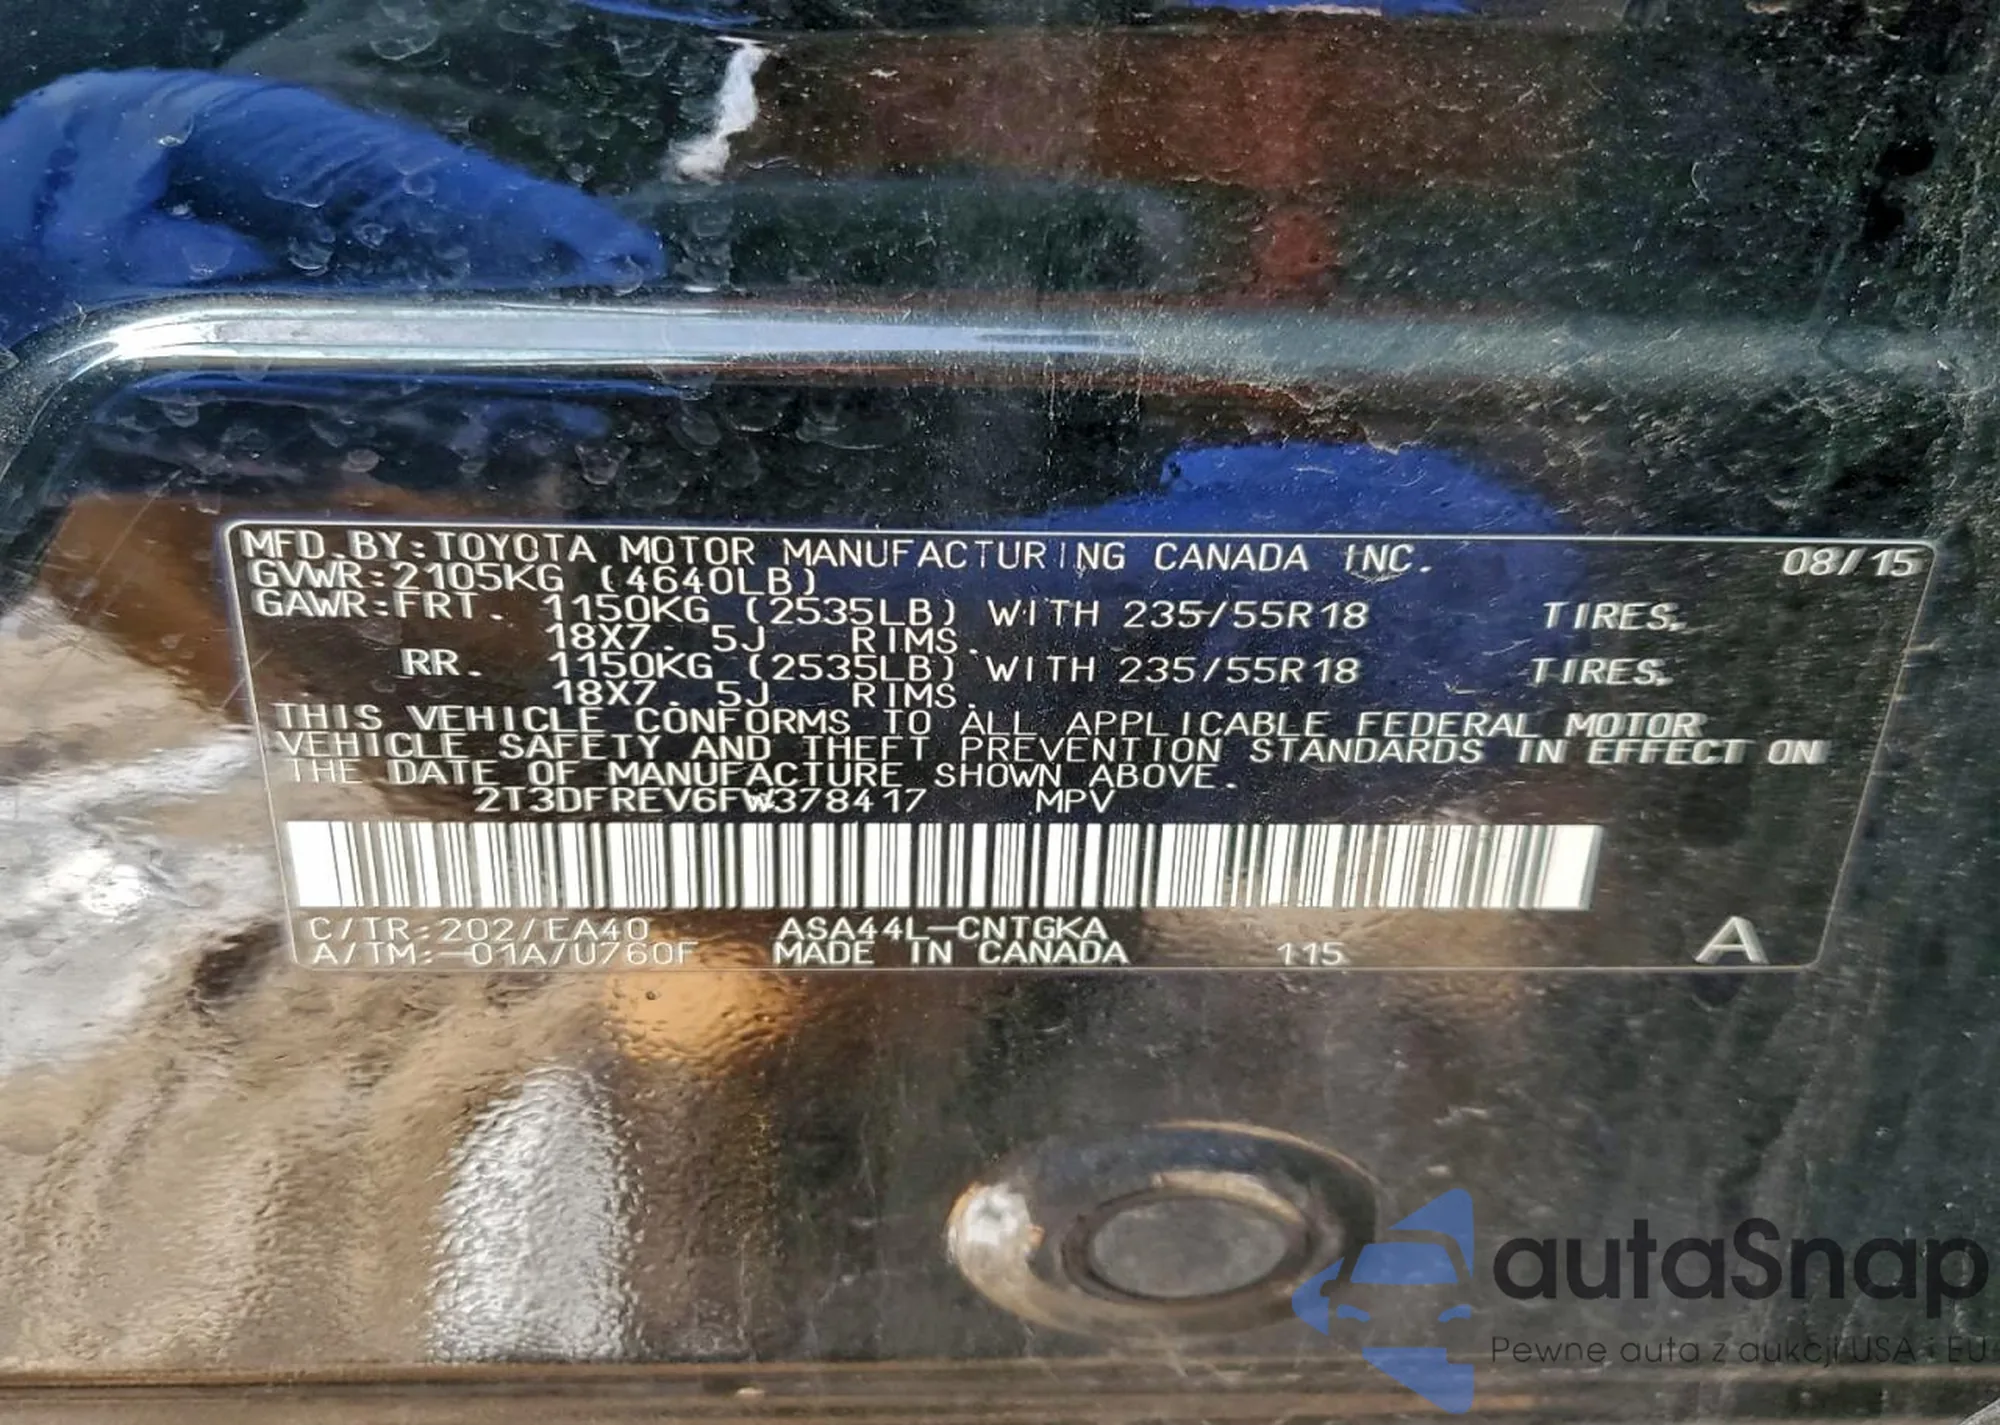 MFD.BY:TOYOTA MOTOR MANUFACTURING CANADA INC. 08/15
GVWR:2105KG (4640LB)
GAWR:FRT. 1150KG (2535LB) WITH 235/55R18 TIRES,
18X7.5J RIMS.
RR. 1150KG (2535LB) WITH 235/55R18 TIRES,
18X7.5J RIMS.
THIS VEHICLE CONFORMS TO ALL APPLICABLE FEDERAL MOTOR
VEHICLE SAFETY AND THEFT PREVENTION STANDARDS IN EFFECT ON
THE DATE OF MANUFACTURE SHOWN ABOVE.
2T3DFREV6FW378417 MPV
C/TR:202/EA40 ASA44L-CNTGKA
A/TM:-01A/U760F MADE IN CANADA 115 A
autaSnap
Pewne auta z aukcji USA i EU